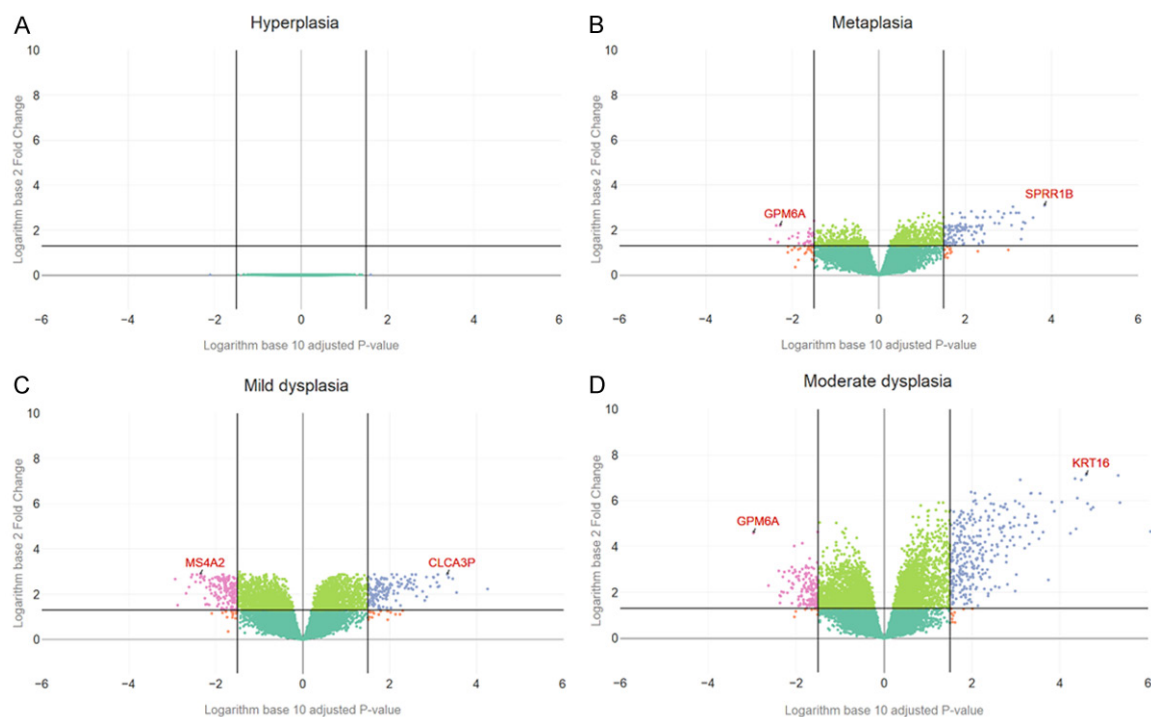 A
Hyperplasia
10
8
6
4
2
0
−6
−4
−2
0
2
4
6
Logarithm base 2 Fold Change
Logarithm base 10 adjusted P-value
B
Metaplasia
10
8
6
4
2
0
−6
−4
−2
0
2
4
6
Logarithm base 2 Fold Change
Logarithm base 10 adjusted P-value
GPM6A
SPRR1B
C
Mild dysplasia
10
8
6
4
2
0
−6
−4
−2
0
2
4
6
Logarithm base 2 Fold Change
Logarithm base 10 adjusted P-value
MS4A2
CLCA3P
D
Moderate dysplasia
10
8
6
4
2
0
−6
−4
−2
0
2
4
6
Logarithm base 2 Fold Change
Logarithm base 10 adjusted P-value
GPM6A
KRT16